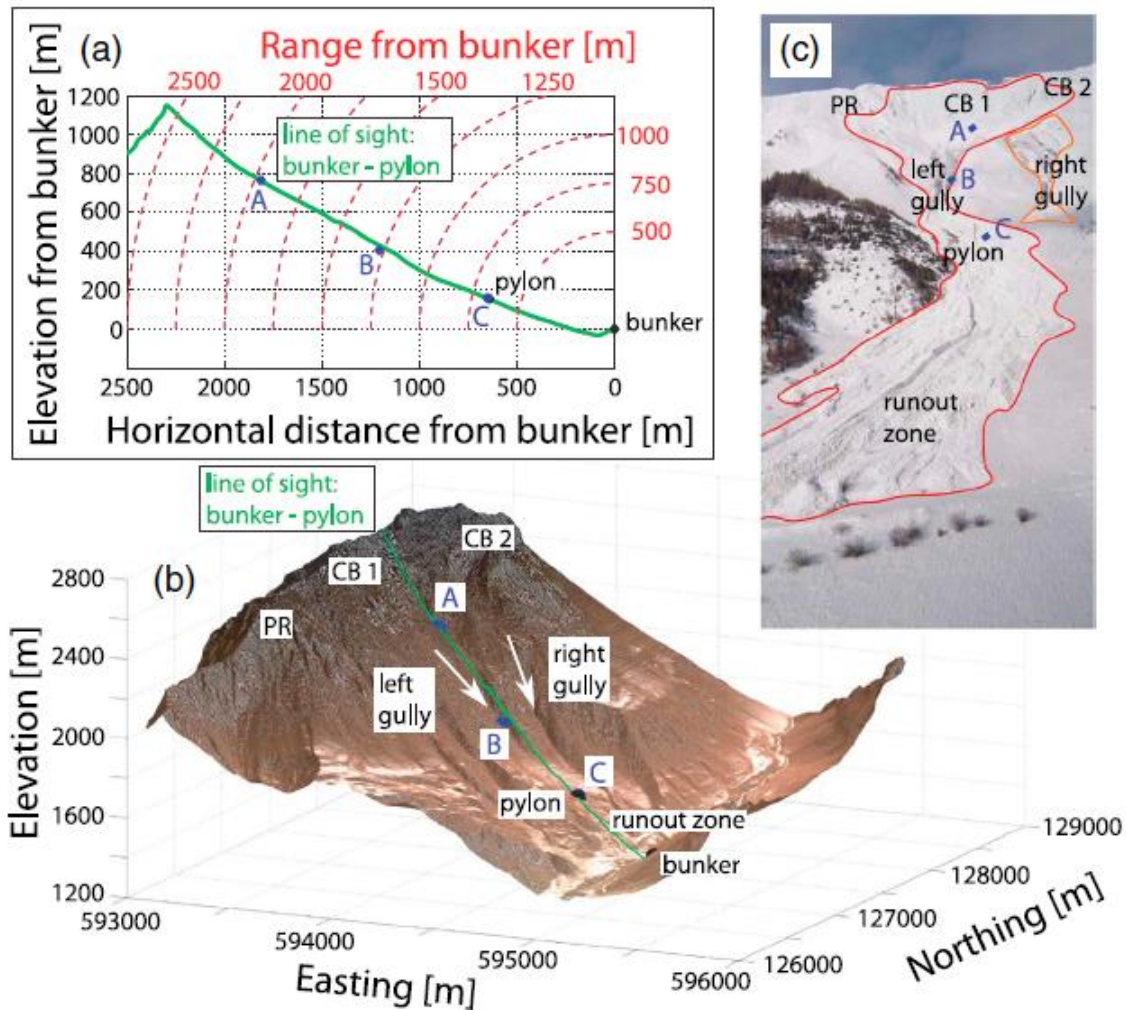 (a)
Range from bunker [m]
2500
2000
1500
1250
1000
750
500
Elevation from bunker [m]
1200
1000
800
600
400
200
0
line of sight:
bunker - pylon
A
B
C
pylon
bunker
2500
2000
1500
1000
500
0
Horizontal distance from bunker [m]
(c)
PR
CB 1
CB 2
A
left
gully
B
right
gully
C
pylon
runout
zone
line of sight:
bunker - pylon
(b)
CB 2
CB 1
A
PR
left
gully
right
gully
B
C
pylon
runout zone
bunker
Elevation [m]
2800
2400
2000
1600
1200
593000
594000
595000
596000
Easting [m]
126000
127000
128000
129000
Northing [m]